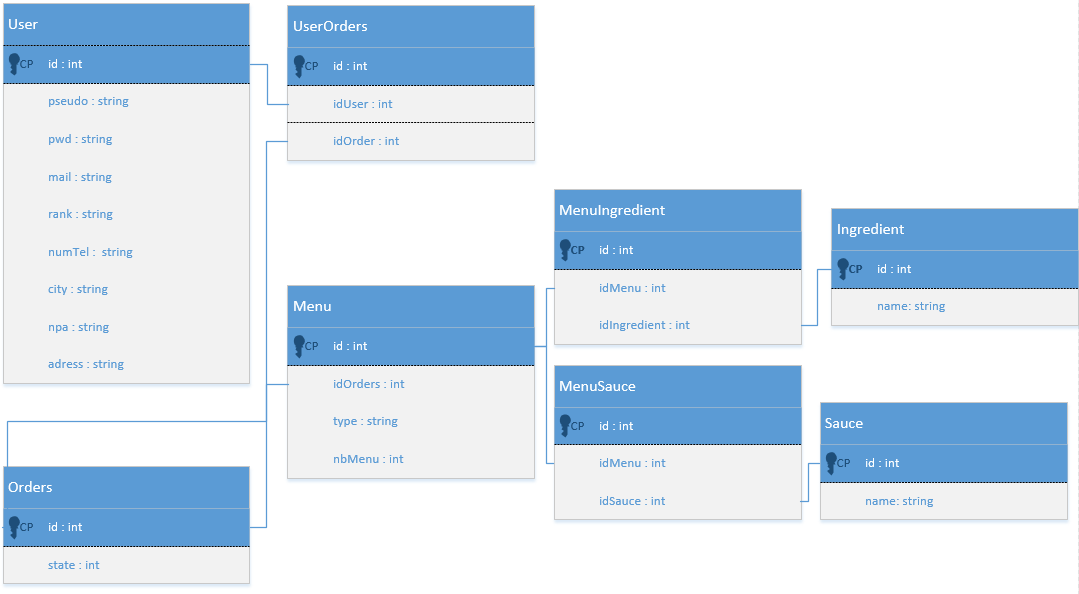 User
CP id : int
pseudo : string
pwd : string
mail : string
rank : string
numTel : string
city : string
npa : string
adress : string
UserOrders
CP id : int
idUser : int
idOrder : int
Menu
CP id : int
idOrders : int
type : string
nbMenu : int
Orders
CP id : int
state : int
MenuIngredient
CP id : int
idMenu : int
idIngredient : int
Ingredient
CP id : int
name: string
MenuSauce
CP id : int
idMenu : int
idSauce : int
Sauce
CP id : int
name: string